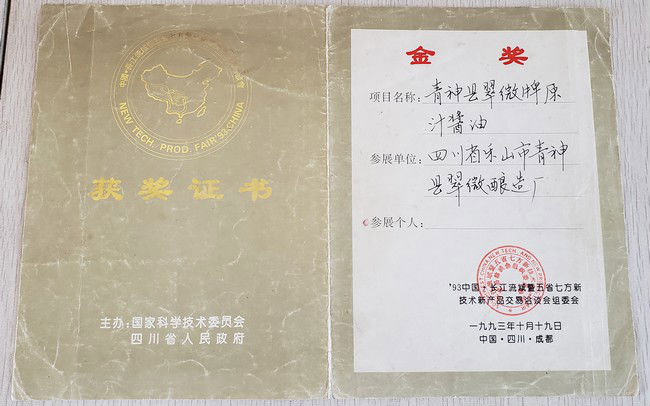 NEW TECH. PROD. FAIR '93 CHINA
获奖证书
主办:国家科学技术委员会
四川省人民政府
金奖
项目名称:青神县翠微牌原
汁酱油
参展单位:四川省乐山市青神
县翠微酿造厂
参展个人:
'93中国·长江流域暨五省七方新
技术新产品交易洽谈会组委会
一九九三年十月十九日
中国·四川·成都